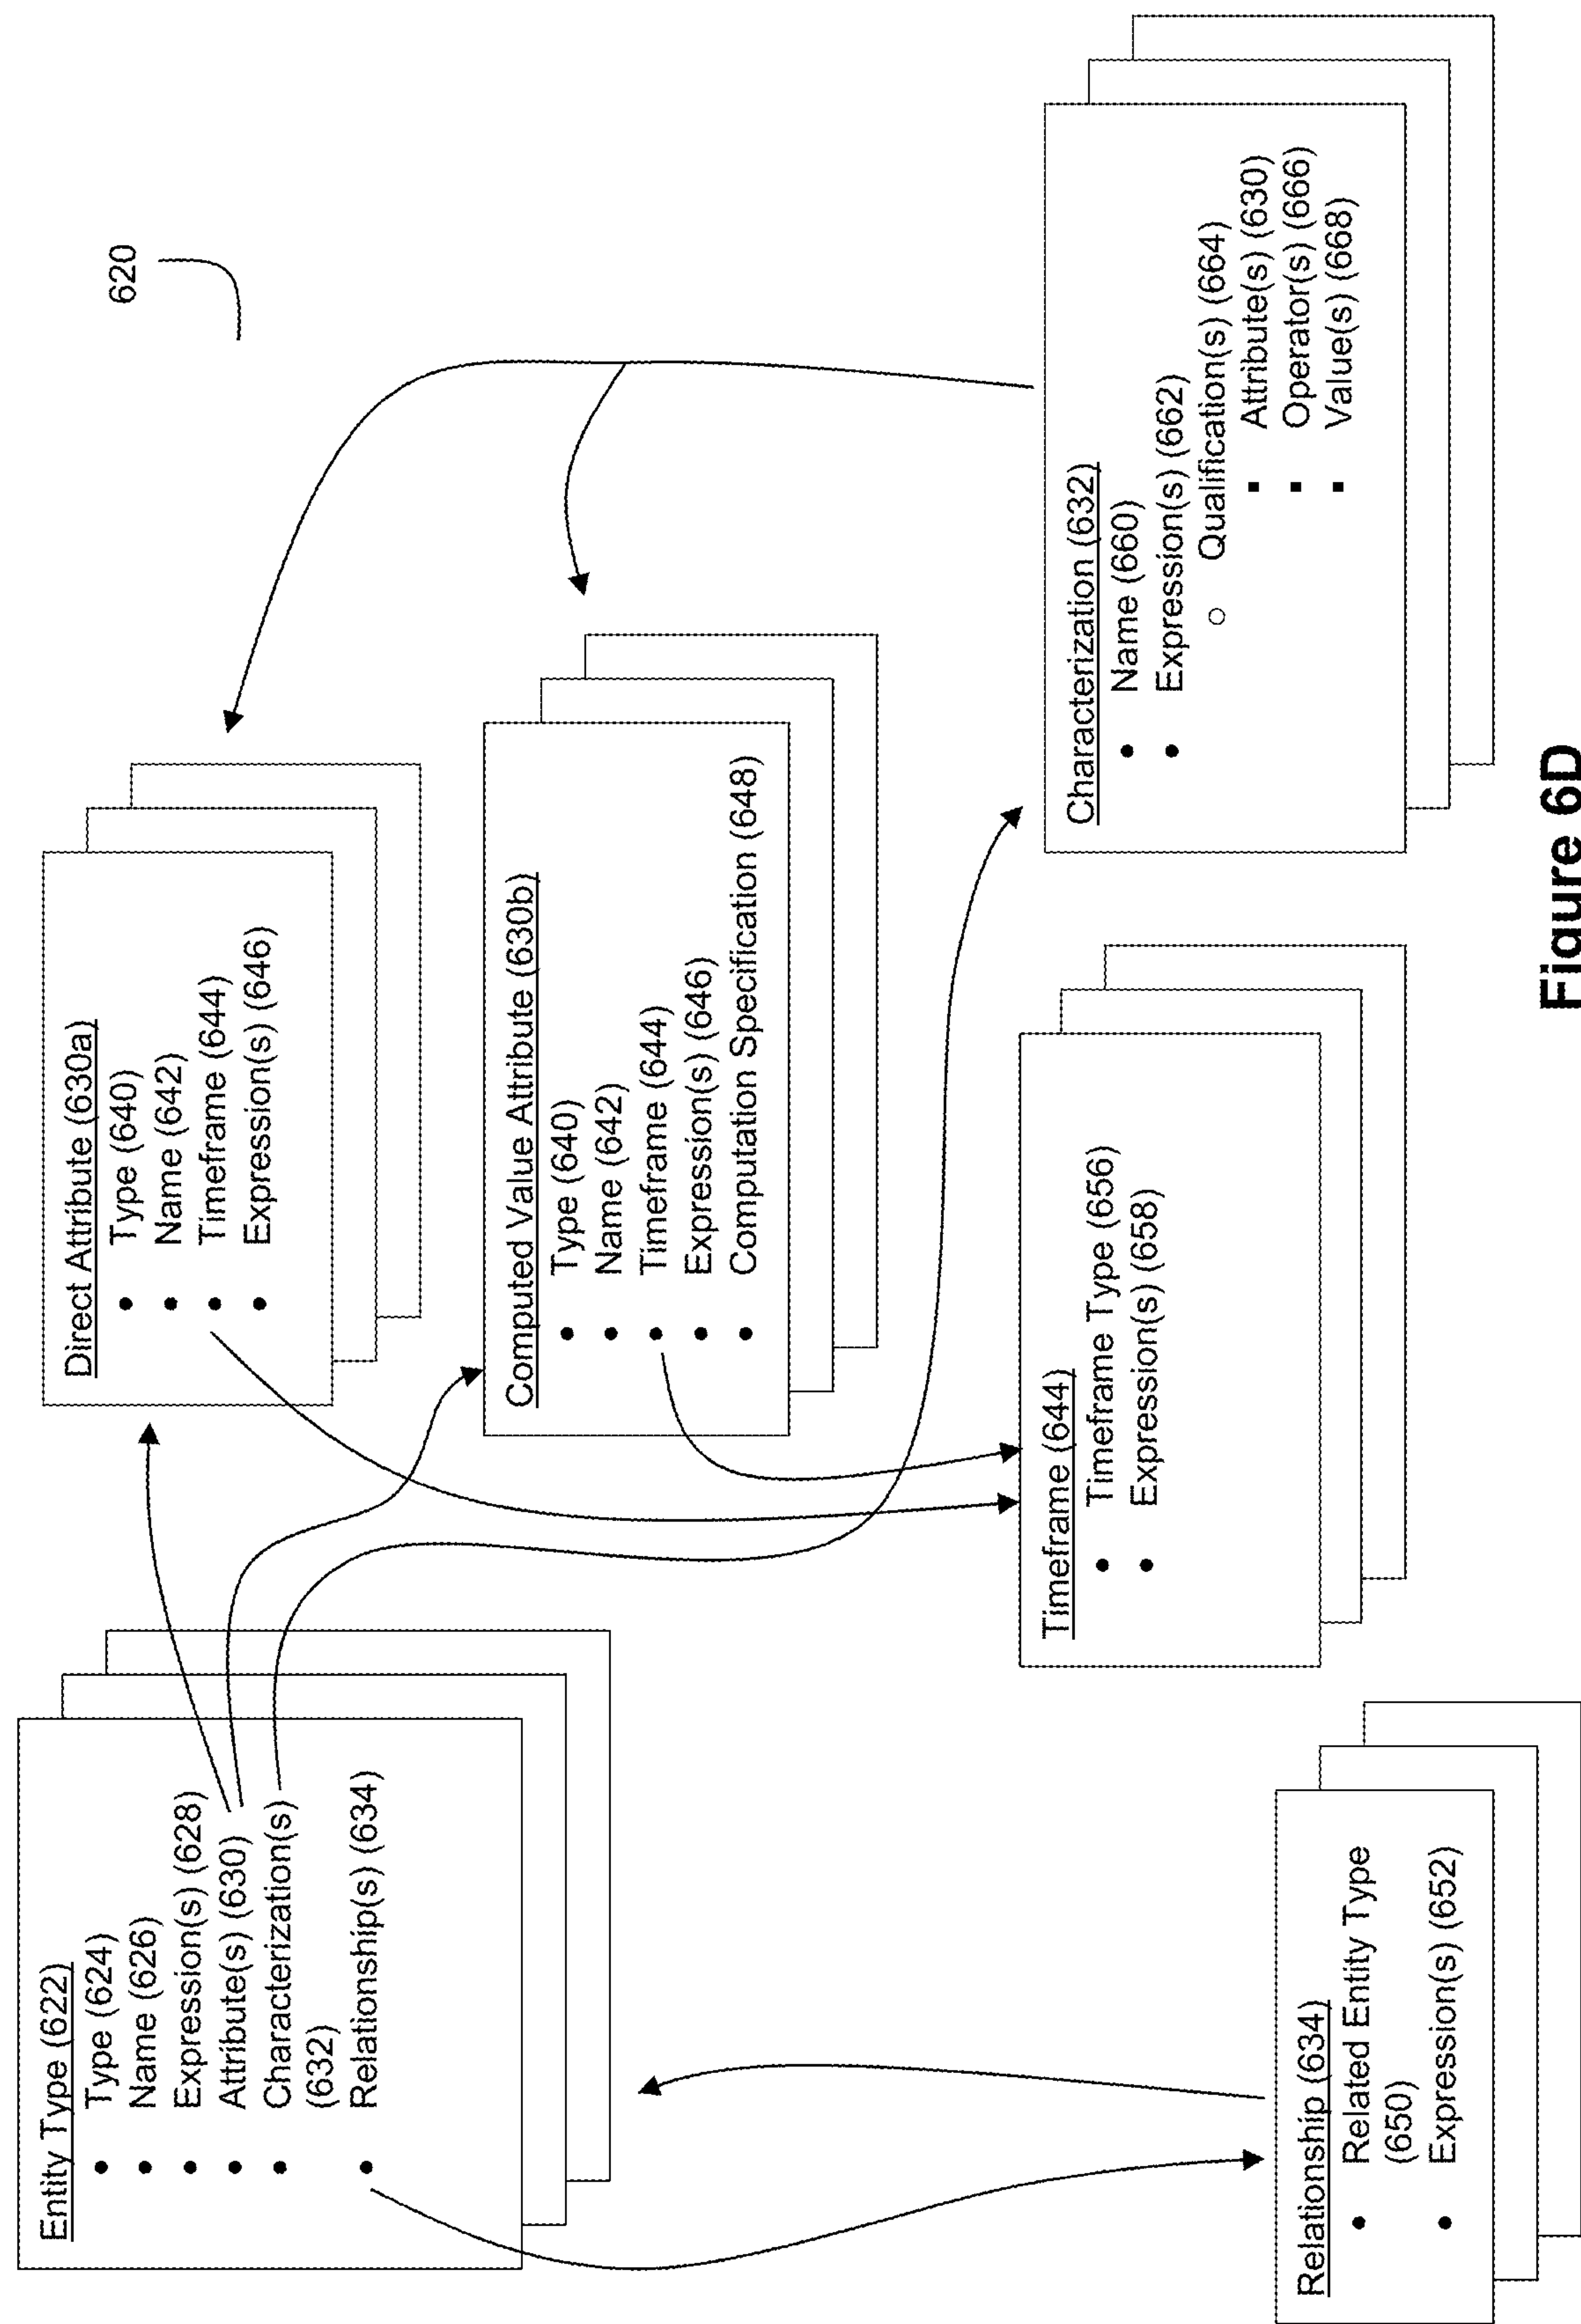 620
Entity Type (622)
• Type (624)
• Name (626)
• Expression(s) (628)
• Attribute(s) (630)
• Characterization(s)
(632)
• Relationship(s) (634)
Direct Attribute (630a)
• Type (640)
• Name (642)
• Timeframe (644)
• Expression(s) (646)
Computed Value Attribute (630b)
• Type (640)
• Name (642)
• Timeframe (644)
• Expression(s) (646)
• Computation Specification (648)
Relationship (634)
• Related Entity Type
(650)
• Expression(s) (652)
Timeframe (644)
• Timeframe Type (656)
• Expression(s) (658)
Characterization (632)
• Name (660)
• Expression(s) (662)
○ Qualification(s) (664)
▪ Attribute(s) (630)
▪ Operator(s) (666)
▪ Value(s) (668)
Figure 6D